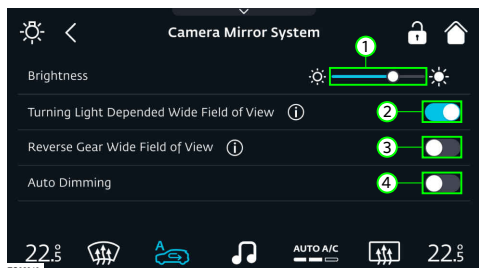 Camera Mirror System
1
Brightness
Turning Light Depended Wide Field of View i 2
Reverse Gear Wide Field of View i 3
Auto Dimming 4
22.5° A AUTO A/C 22.5°